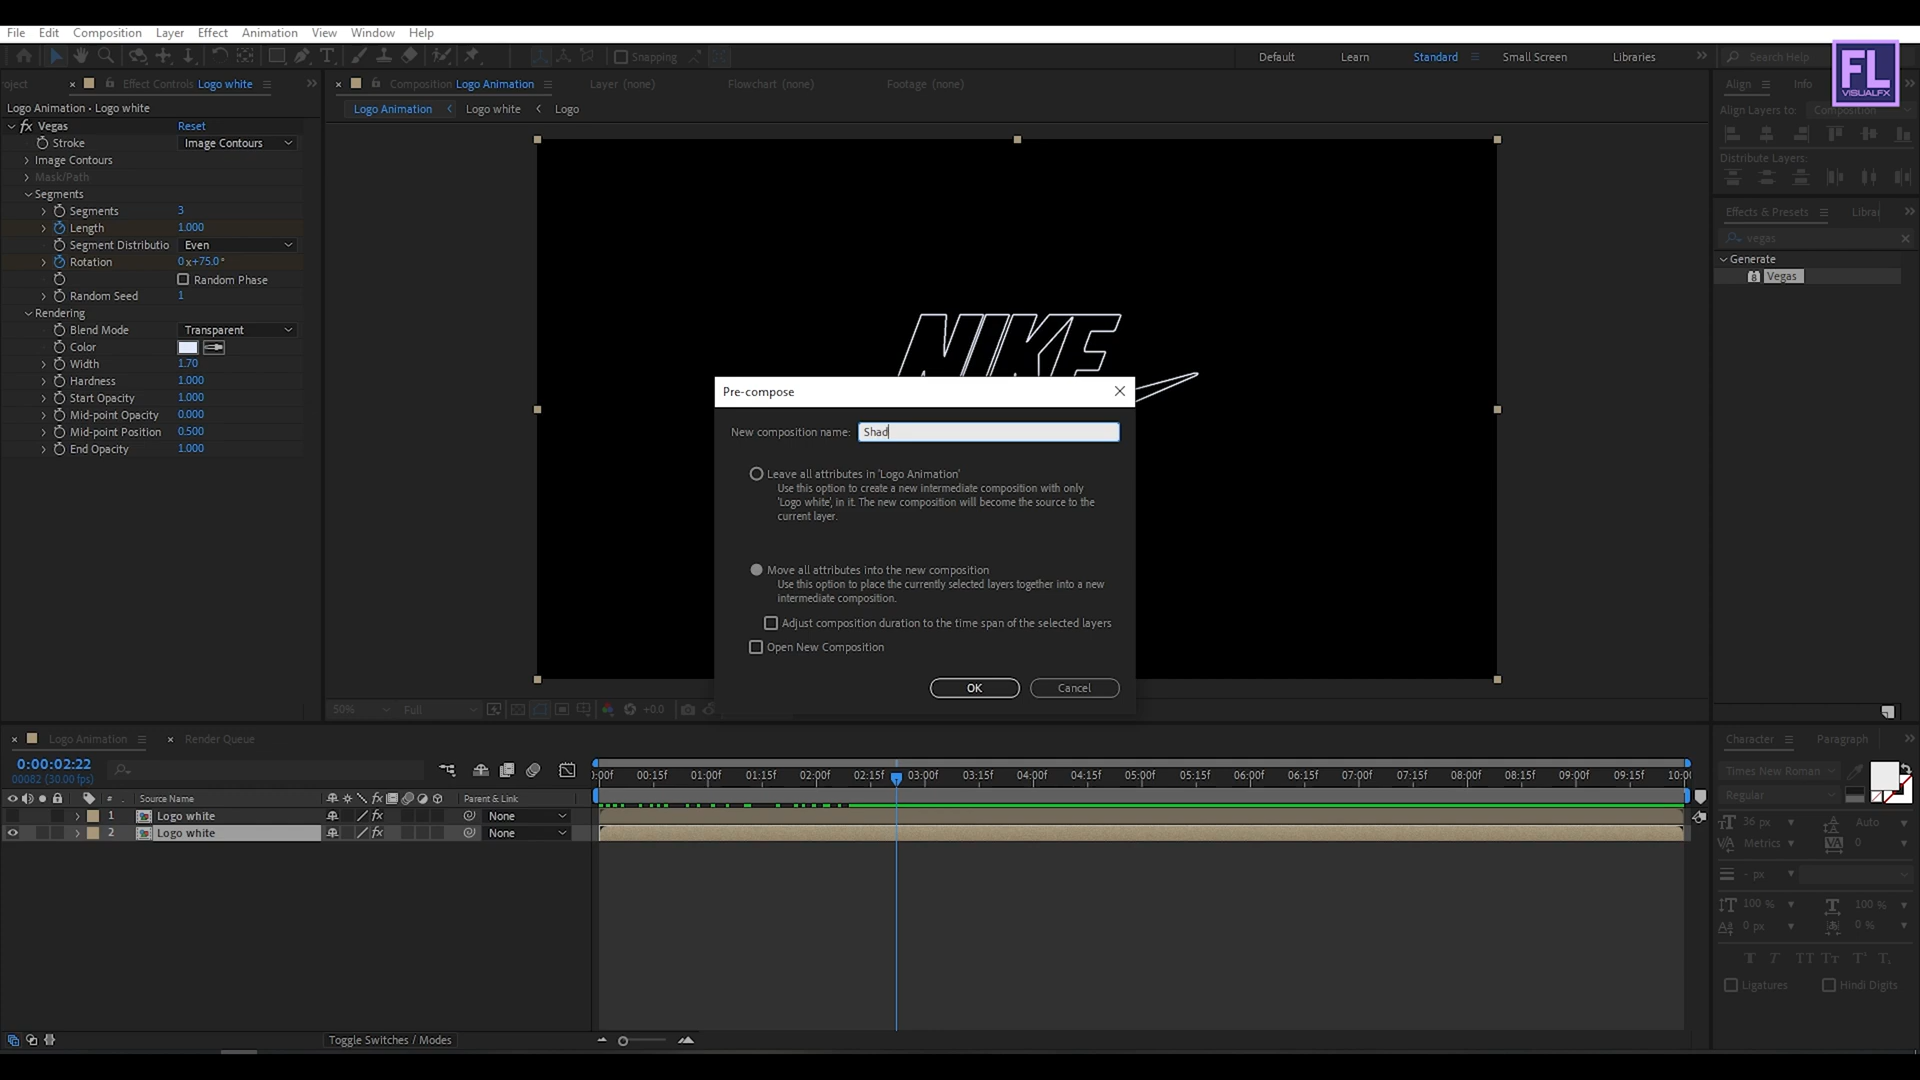 File Edit Composition Layer Effect Animation View Window Help
Snapping
Default Learn Standard Small Screen Libraries Search Help
FL
VISUALFX
oject Effect Controls Logo white
Composition Logo Animation Layer (none) Flowchart (none) Footage (none)
Align Info
Logo Animation • Logo white
Logo Animation Logo white Logo
Align Layers to: Composition
fx Vegas Reset
Stroke Image Contours
Image Contours
Distribute Layers:
Mask/Path
Segments
Segments 3
Effects & Presets Librai
Length 1.000
vegas
Segment Distributio Even
Generate
Rotation 0x+75.0°
8 Vegas
Random Phase
Random Seed 1
Rendering
Blend Mode Transparent
Color
Width 1.70
Hardness 1.000
Start Opacity 1.000
Mid-point Opacity 0.000
Mid-point Position 0.500
End Opacity 1.000
NIKE
Pre-compose
New composition name: Shad
Leave all attributes in 'Logo Animation'
Use this option to create a new intermediate composition with only
'Logo white', in it. The new composition will become the source to the
current layer.
Move all attributes into the new composition
Use this option to place the currently selected layers together into a new
intermediate composition.
Adjust composition duration to the time span of the selected layers
Open New Composition
OK Cancel
50% Full +0.0
Logo Animation Render Queue
Character Paragraph
0:00:02:22
00082 (30.00 fps)
):00f 00:15f 01:00f 01:15f 02:00f 02:15f 03:00f 03:15f 04:00f 04:15f 05:00f 05:15f 06:00f 06:15f 07:00f 07:15f 08:00f 08:15f 09:00f 09:15f 10:0
Times New Roman
Regular
# Source Name fx Parent & Link
1 Logo white fx None
2 Logo white fx None
36 px Auto
Metrics 0
- px
100 % 100 %
0 px 0 %
T T TT Tт T' T,
Ligatures Hindi Digits
Toggle Switches / Modes